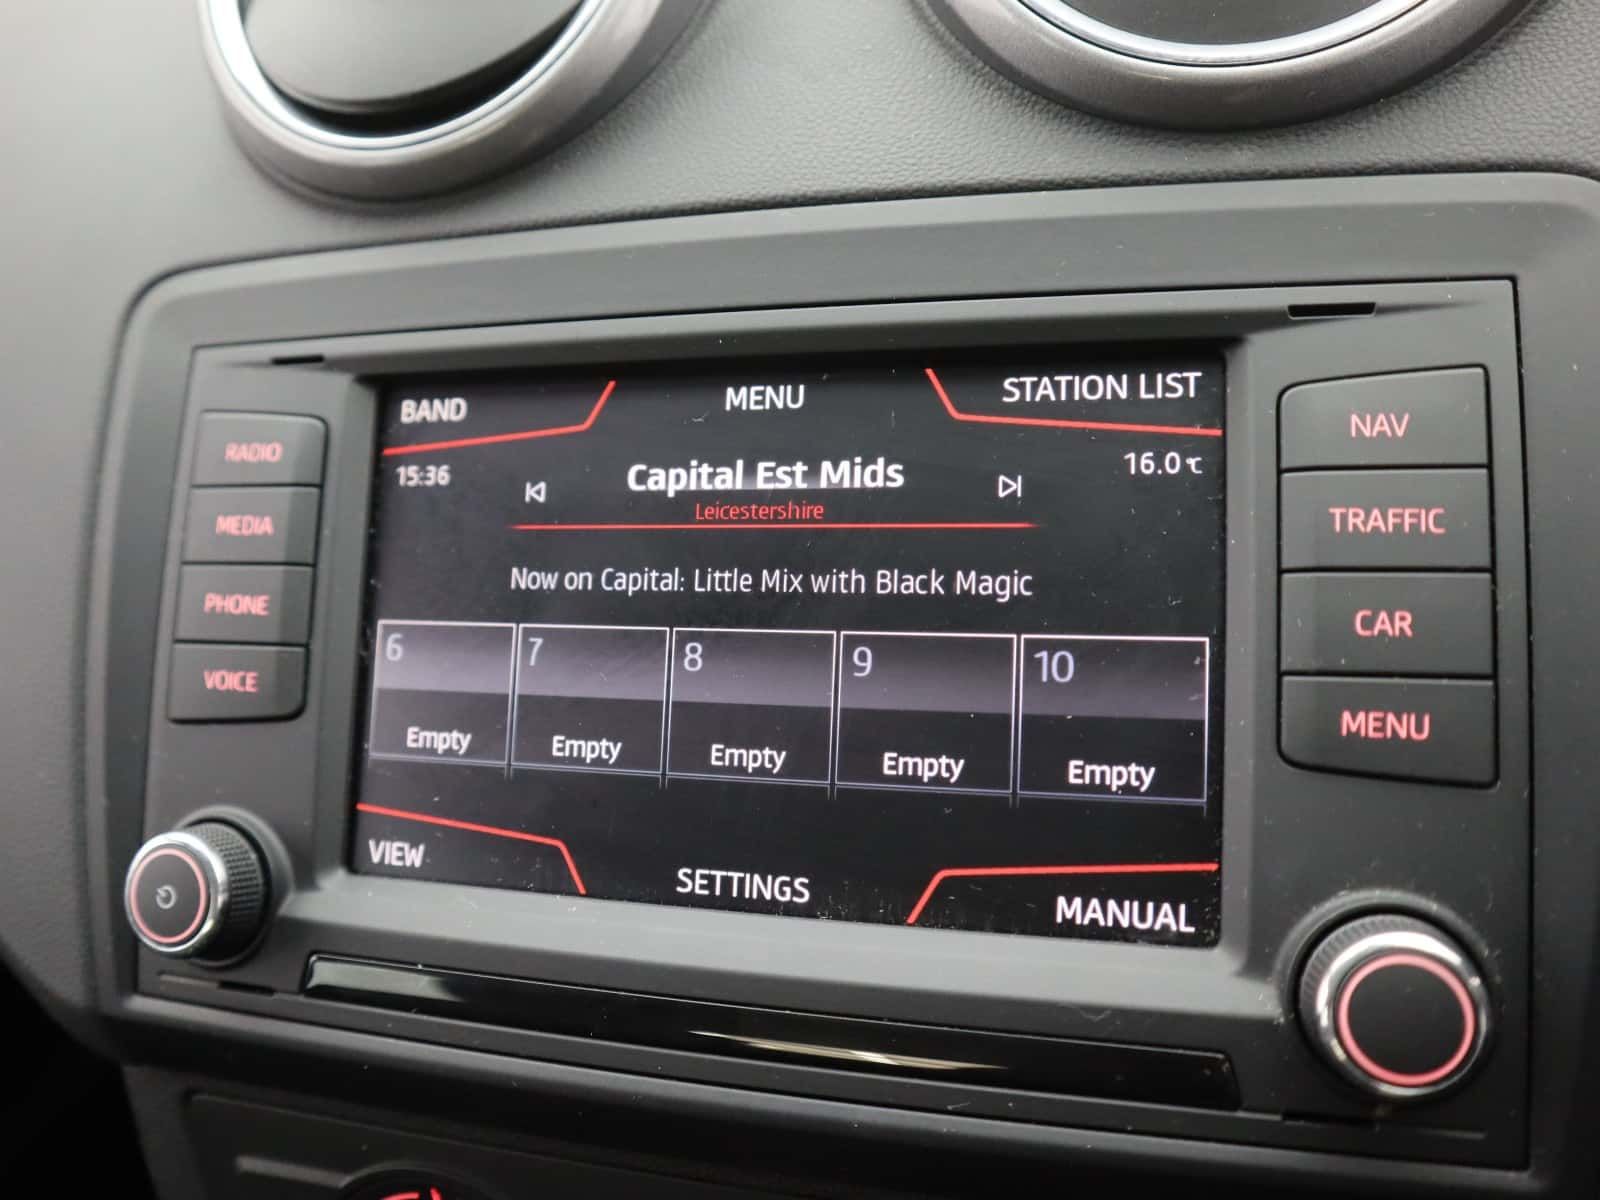 BAND
MENU
STATION LIST
15:36
Capital Est Mids
16.0℃
Leicestershire
Now on Capital: Little Mix with Black Magic
6
7
8
9
10
Empty
Empty
Empty
Empty
Empty
VIEW
SETTINGS
MANUAL
RADIO
MEDIA
PHONE
VOICE
NAV
TRAFFIC
CAR
MENU